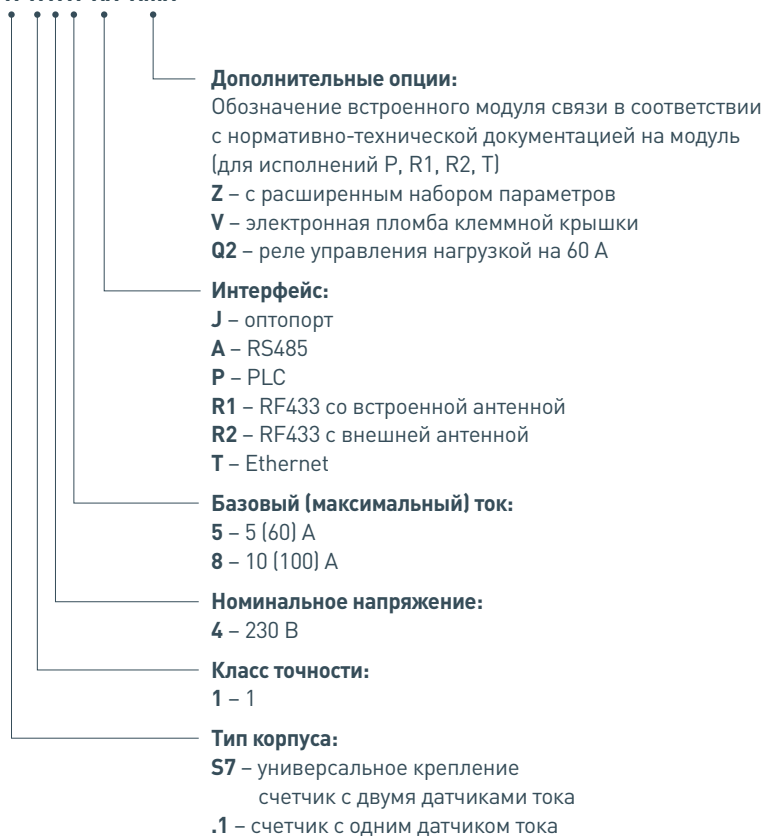 Дополнительные опции:
Обозначение встроенного модуля связи в соответствии
с нормативно-технической документацией на модуль
(для исполнений P, R1, R2, T)
Z – с расширенным набором параметров
V – электронная пломба клеммной крышки
Q2 – реле управления нагрузкой на 60 А
Интерфейс:
J – оптопорт
A – RS485
P – PLC
R1 – RF433 со встроенной антенной
R2 – RF433 с внешней антенной
T – Ethernet
Базовый (максимальный) ток:
5 – 5 (60) А
8 – 10 (100) А
Номинальное напряжение:
4 – 230 В
Класс точности:
1 – 1
Тип корпуса:
S7 – универсальное крепление
счетчик с двумя датчиками тока
.1 – счетчик с одним датчиком тока